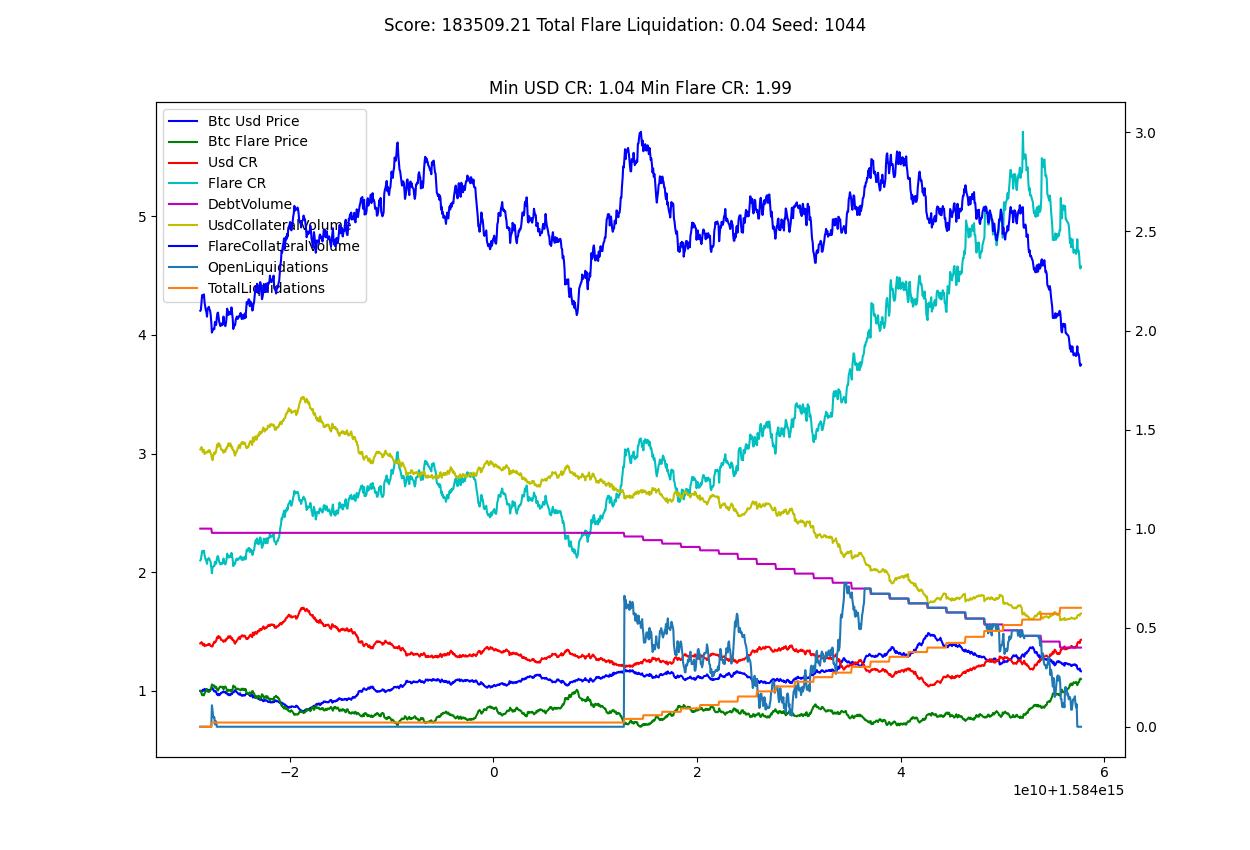 Score: 183509.21 Total Flare Liquidation: 0.04 Seed: 1044
Min USD CR: 1.04 Min Flare CR: 1.99
Btc Usd Price
Btc Flare Price
Usd CR
Flare CR
DebtVolume
UsdCollateralVolume
FlareCollateralVolume
OpenLiquidations
TotalLiquidations
5
4
3
2
1
3.0
2.5
2.0
1.5
1.0
0.5
0.0
−2
0
2
4
6
1e10+1.584e15